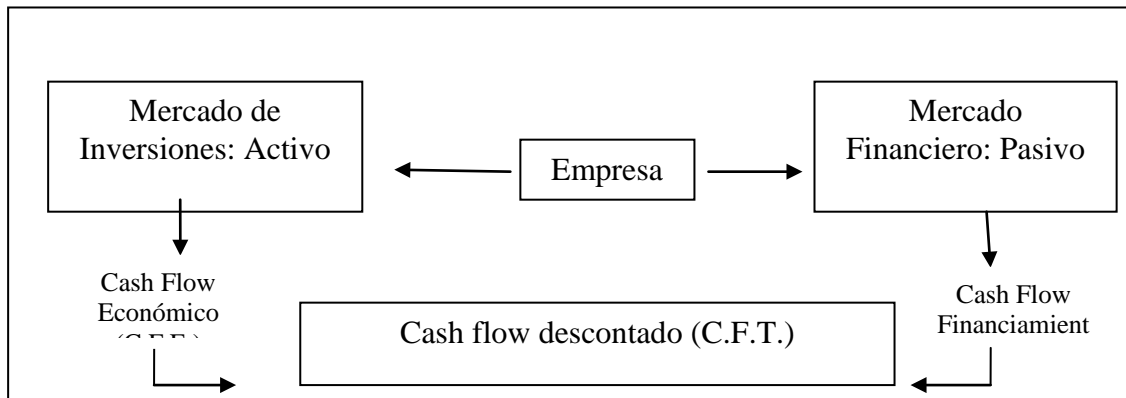 Mercado de
Inversiones: Activo
Empresa
Mercado
Financiero: Pasivo
Cash Flow
Económico
Cash flow descontado (C.F.T.)
Cash Flow
Financiamient